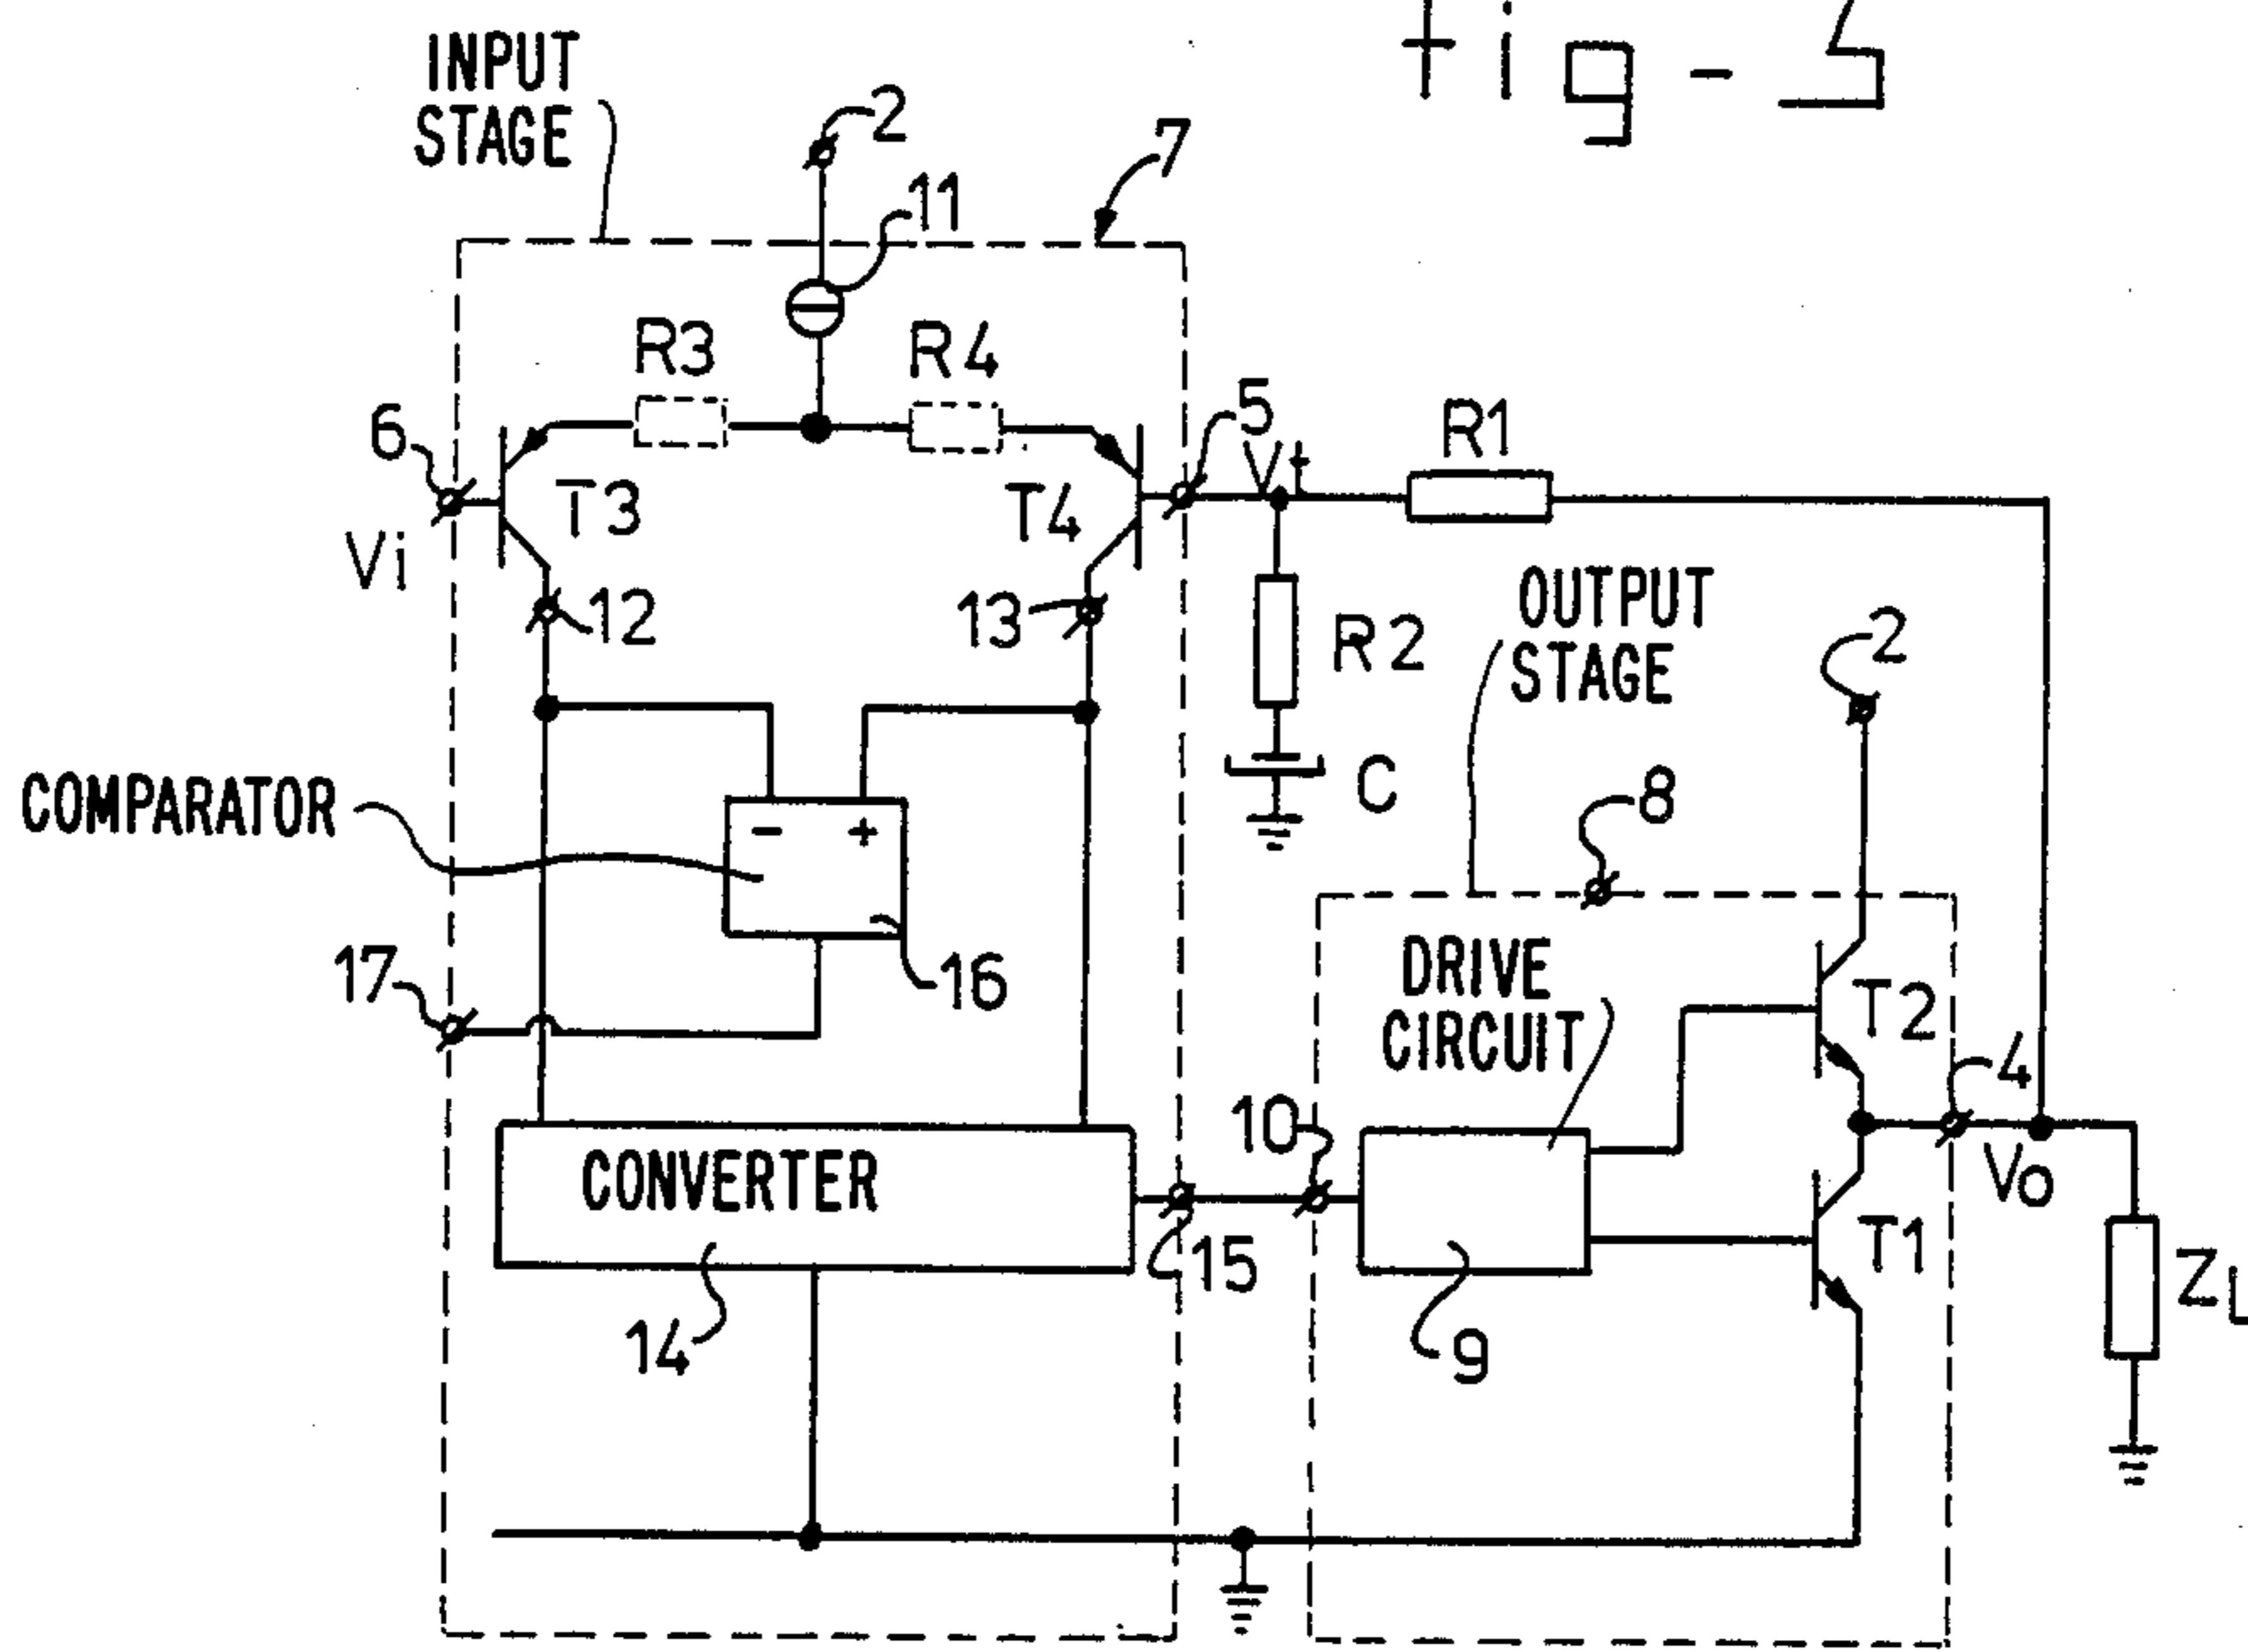 fig-5
INPUT
STAGE
2
7
11
R3
R4
6
5
R1
Vt
T3
T4
Vi
12
13
R2
OUTPUT
STAGE
2
C
8
COMPARATOR
- +
17
16
DRIVE
CIRCUIT
T2
4
10
CONVERTER
Vo
15
T1
ZL
14
9